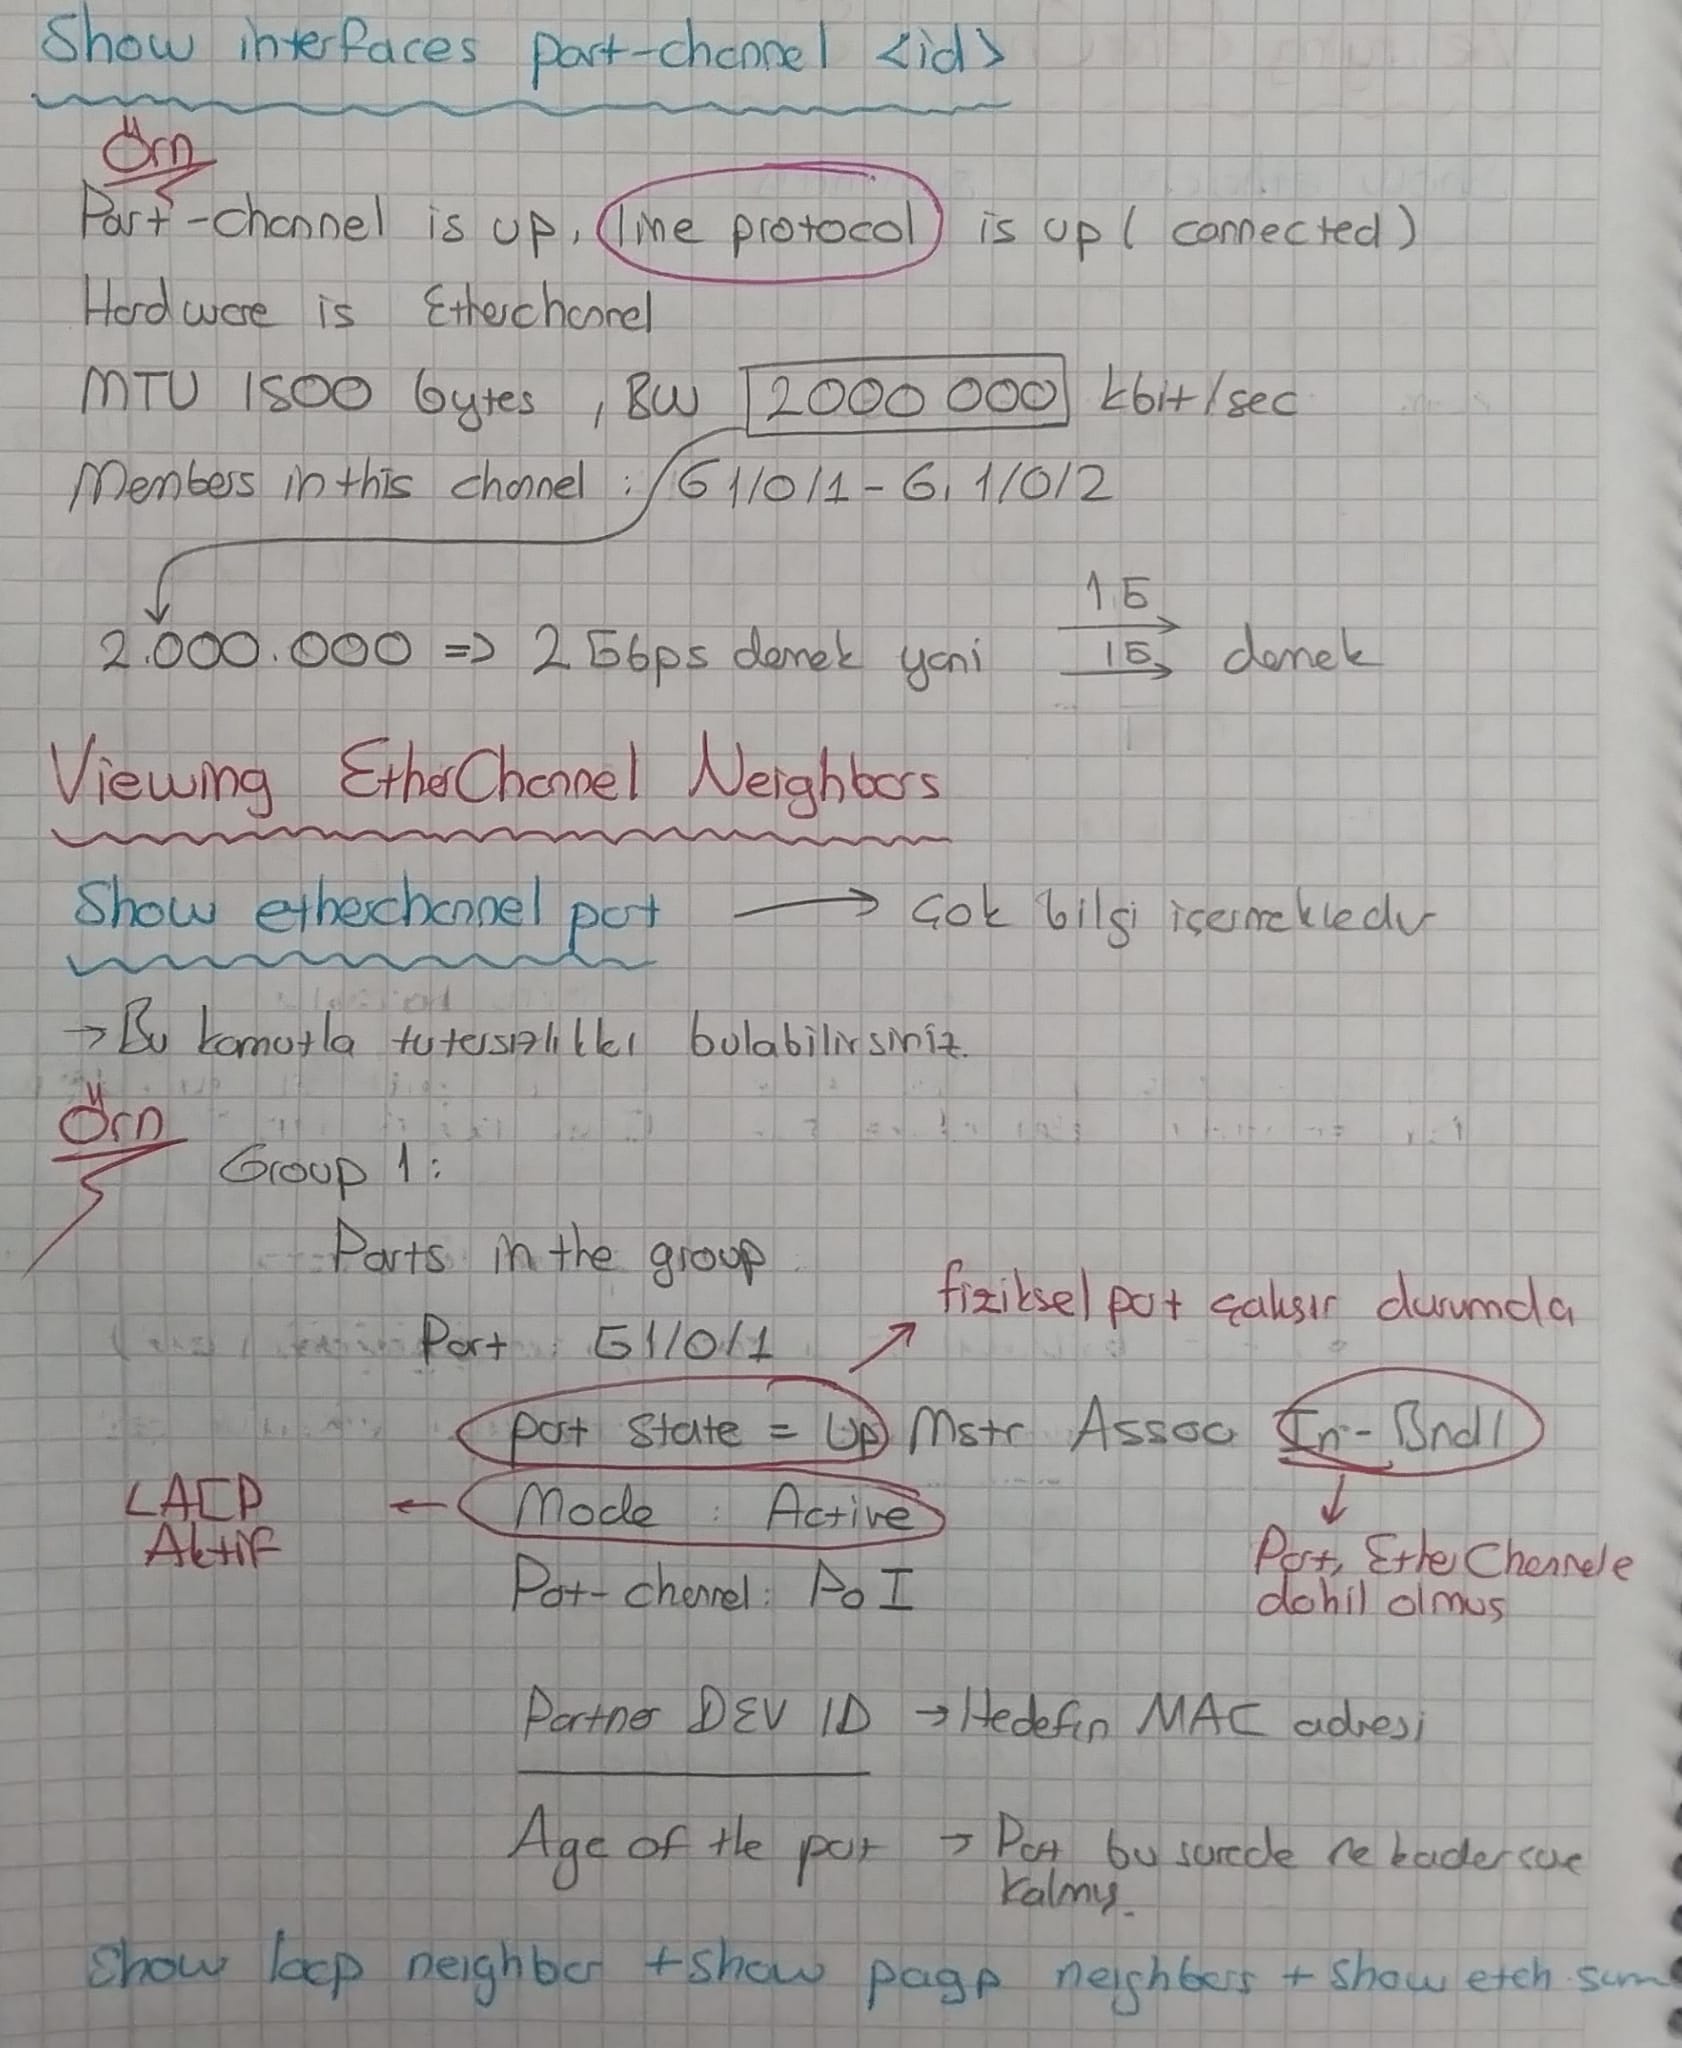 Show interfaces port-channel <id>
Örn
Port-channel is up, line protocol is up ( connected )
Hardware is Etherchannel
MTU 1500 bytes , BW 2000 000 kbit/sec
Members in this channel : G1/0/1 - Gi 1/0/2
2.000.000 => 2 Gbps demek yani 1G 1G demek
Viewing EtherChannel Neighbors
Show etherchannel port → Çok bilgi içermektedir
→ Bu komutla tutarsızlıkları bulabilirsiniz.
Örn
Group 1 :
Ports in the group
fiziksel port çalışır durumda
Port : G1/0/1
port state = Up Mstr Assoc In-Bndl
LACP Aktif ← Mode : Active
Port, EtherChannele
dahil olmuş
Port-channel : Po I
Partner DEV ID → Hedefin MAC adresi
Age of the port → Port bu sürede ne kadar süre
kalmış.
Show lacp neighbor + show pagp neighbors + show etch sum